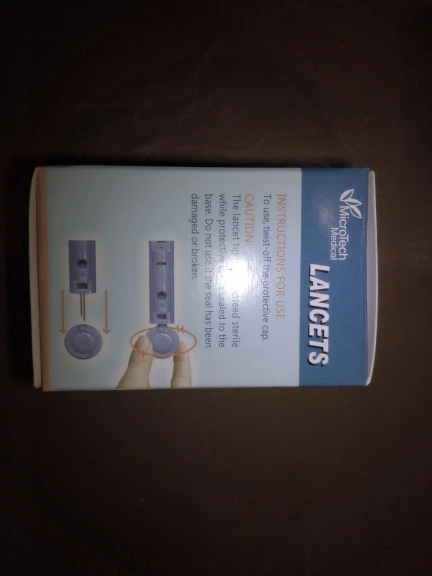 MicroTech
Medical
LANCETS
INSTRUCTIONS FOR USE
To use, twist-off the protective cap.
CAUTION:
The lancet sterile
while protective sealed to the
base. Do not use if the seal has been
damaged or broken.